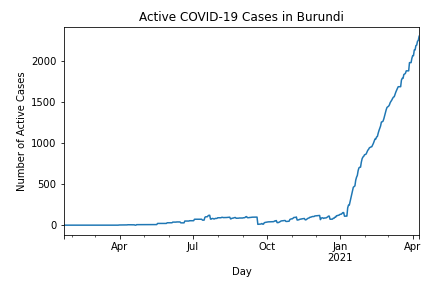 Active COVID-19 Cases in Burundi
Number of Active Cases
2000
1500
1000
500
0
Apr
Jul
Oct
Jan
2021
Apr
Day